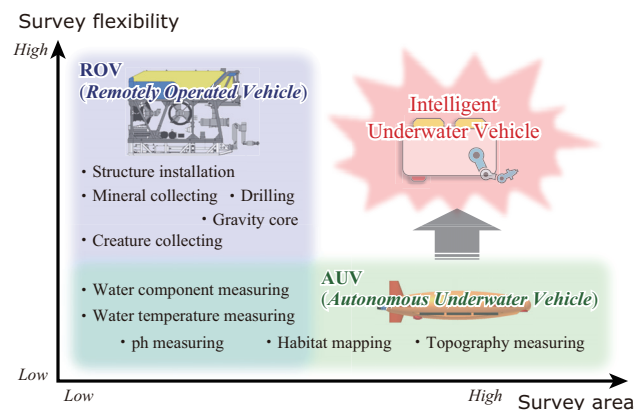 Survey flexibility
High
ROV
(Remotely Operated Vehicle)
Intelligent
Underwater Vehicle
・Structure installation
・Mineral collecting ・Drilling
・Gravity core
・Creature collecting
AUV
(Autonomous Underwater Vehicle)
・Water component measuring
・Water temperature measuring
・ph measuring ・Habitat mapping ・Topography measuring
Low
Low High
Survey area